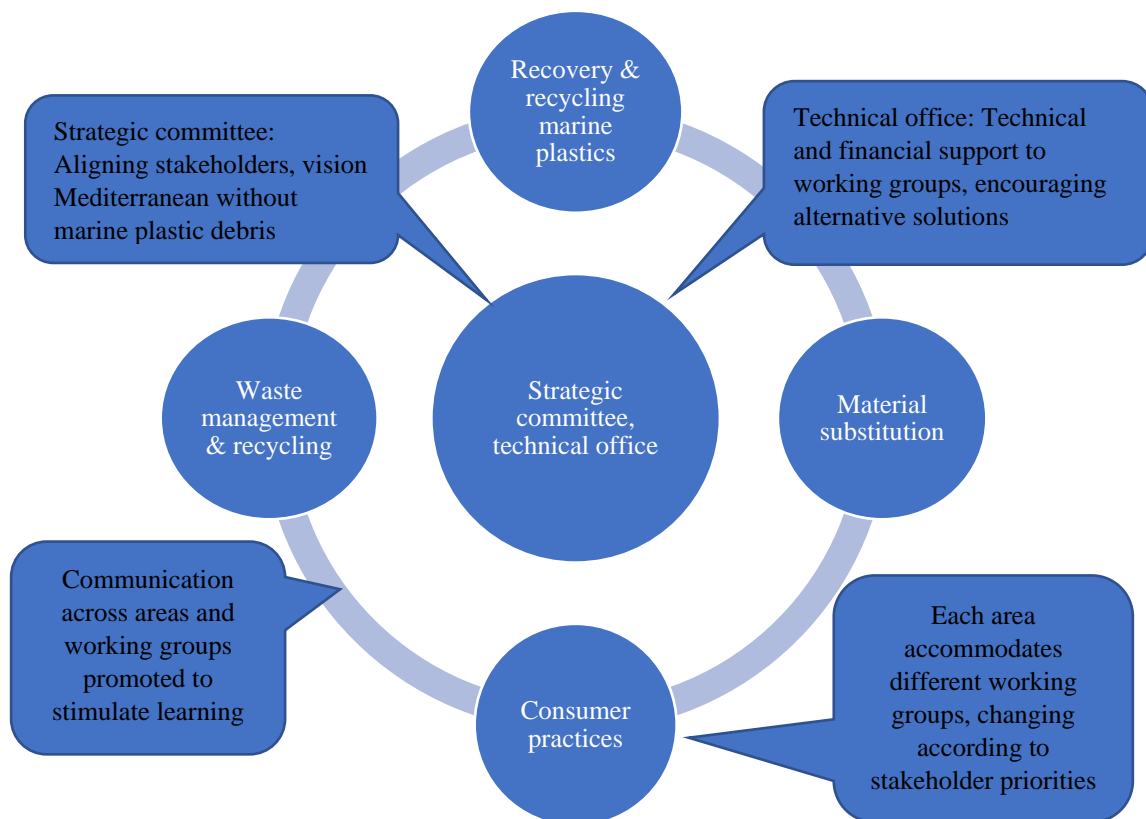 Recovery &
recycling
marine
plastics
Strategic committee:
Aligning stakeholders, vision
Mediterranean without
marine plastic debris
Technical office: Technical
and financial support to
working groups, encouraging
alternative solutions
Waste
management
& recycling
Strategic
committee,
technical office
Material
substitution
Communication
across areas and
working groups
promoted to
stimulate learning
Consumer
practices
Each area
accommodates
different working
groups, changing
according to
stakeholder priorities